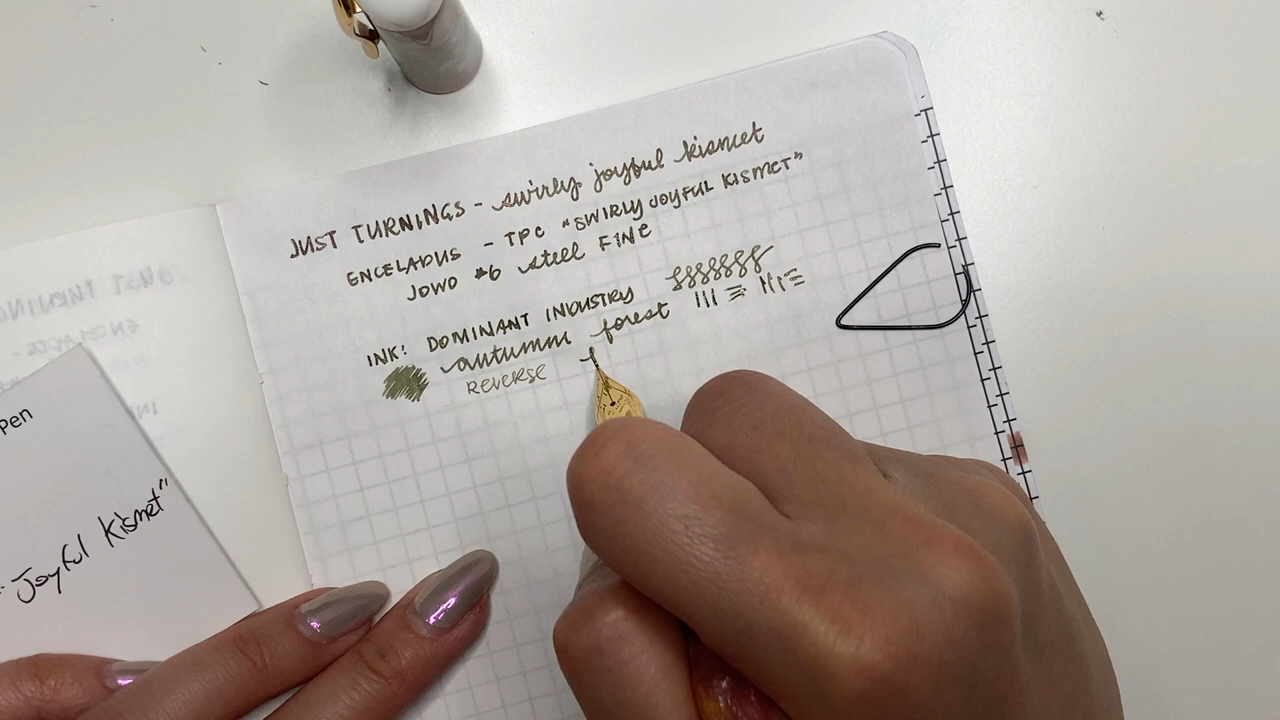 JUST TURNINGS - swirly joyful kismet
ENCELADUS - TPC "SWIRLY JOYFUL KISMET"
JOWO #6 steel FINE
INK: DOMINANT INDUSTRY
autumn forest
REVERSE
Pen
Joyful Kismet"